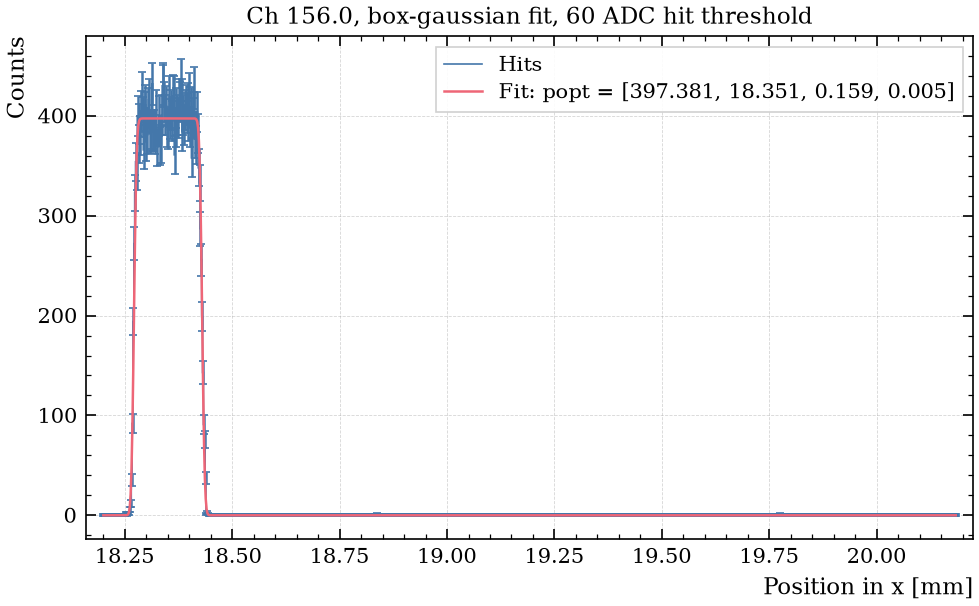 Ch 156.0, box-gaussian fit, 60 ADC hit threshold
Counts
Hits
Fit: popt = [397.381, 18.351, 0.159, 0.005]
400
300
200
100
0
18.25 18.50 18.75 19.00 19.25 19.50 19.75 20.00
Position in x [mm]